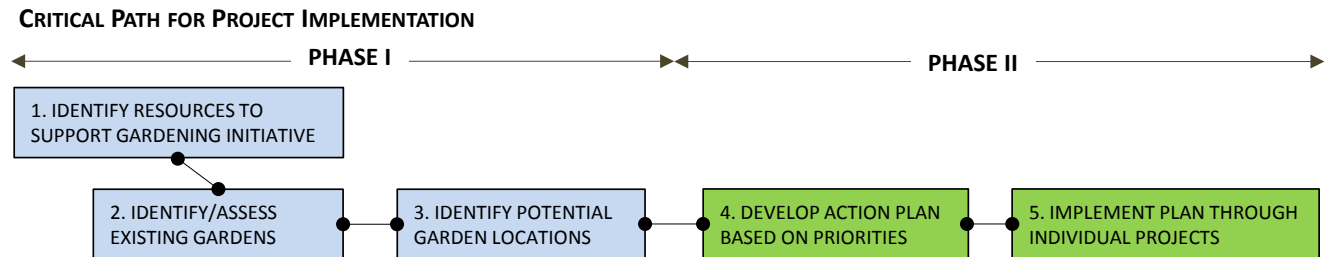 CRITICAL PATH FOR PROJECT IMPLEMENTATION
PHASE I
PHASE II
1. IDENTIFY RESOURCES TO
SUPPORT GARDENING INITIATIVE
2. IDENTIFY/ASSESS
EXISTING GARDENS
3. IDENTIFY POTENTIAL
GARDEN LOCATIONS
4. DEVELOP ACTION PLAN
BASED ON PRIORITIES
5. IMPLEMENT PLAN THROUGH
INDIVIDUAL PROJECTS